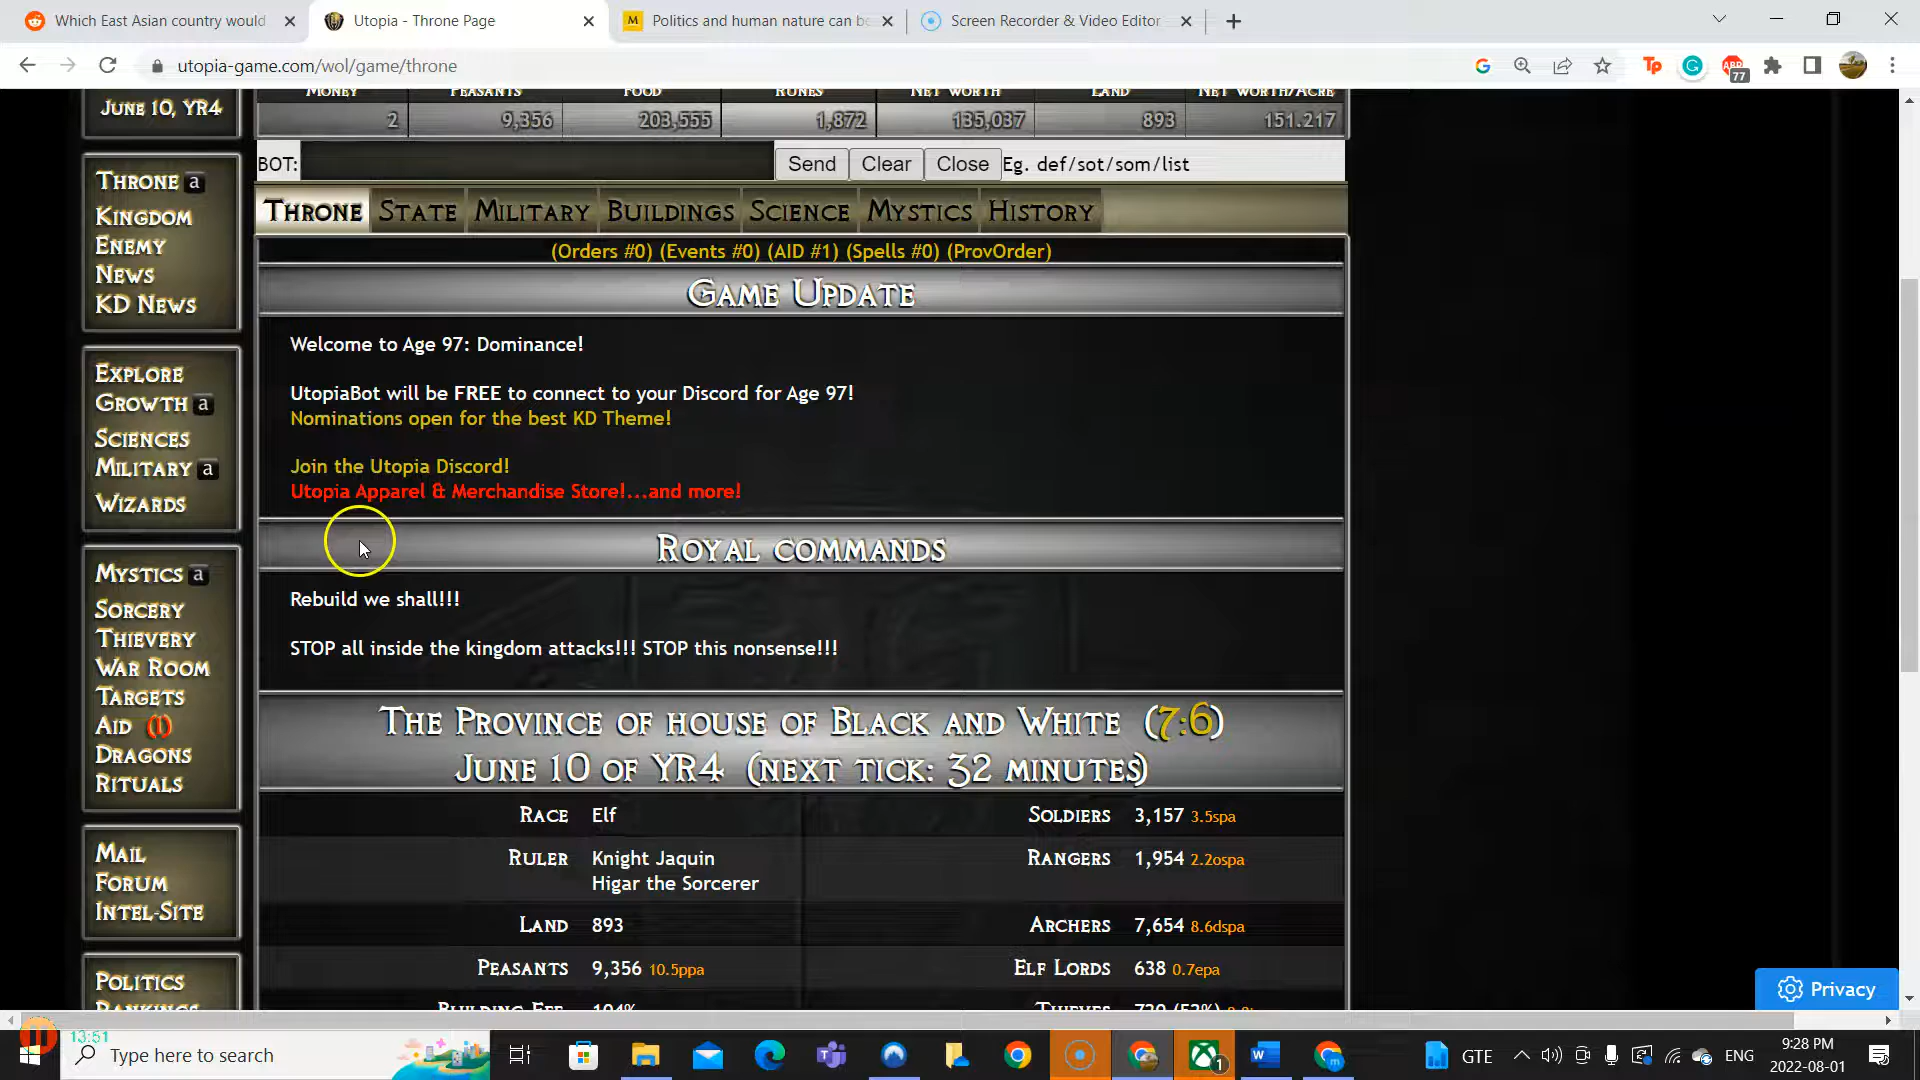 Which East Asian country would
Utopia - Throne Page
Politics and human nature can be
Screen Recorder & Video Editor
utopia-game.com/wol/game/throne
77
Money Peasants Food Runes Net Worth Land Net Worth/Acre
June 10, YR4
2 9,356 203,555 1,872 135,037 893 151.217
BOT: Send Clear Close Eg. def/sot/som/list
Throne a
Kingdom
Enemy
News
KD News
Explore
Growth a
Sciences
Military a
Wizards
Mystics a
Sorcery
Thievery
War Room
Targets
Aid (1)
Dragons
Rituals
Mail
Forum
Intel-Site
Politics
Rankings
Throne State Military Buildings Science Mystics History
(Orders #0) (Events #0) (AID #1) (Spells #0) (ProvOrder)
Game Update
Welcome to Age 97: Dominance!
UtopiaBot will be FREE to connect to your Discord for Age 97!
Nominations open for the best KD Theme!
Join the Utopia Discord!
Utopia Apparel & Merchandise Store!...and more!
Royal commands
Rebuild we shall!!!
STOP all inside the kingdom attacks!!! STOP this nonsense!!!
The Province of house of Black and White (7:6)
June 10 of YR4 (next tick: 32 minutes)
Race Elf Soldiers 3,157 3.5spa
Ruler Knight Jaquin Rangers 1,954 2.2ospa
Higar the Sorcerer
Land 893 Archers 7,654 8.6dspa
Peasants 9,356 10.5ppa Elf Lords 638 0.7epa
Building Eff. 104% Thieves
Privacy
13:51
Type here to search
1
GTE
ENG
9:28 PM
2022-08-01